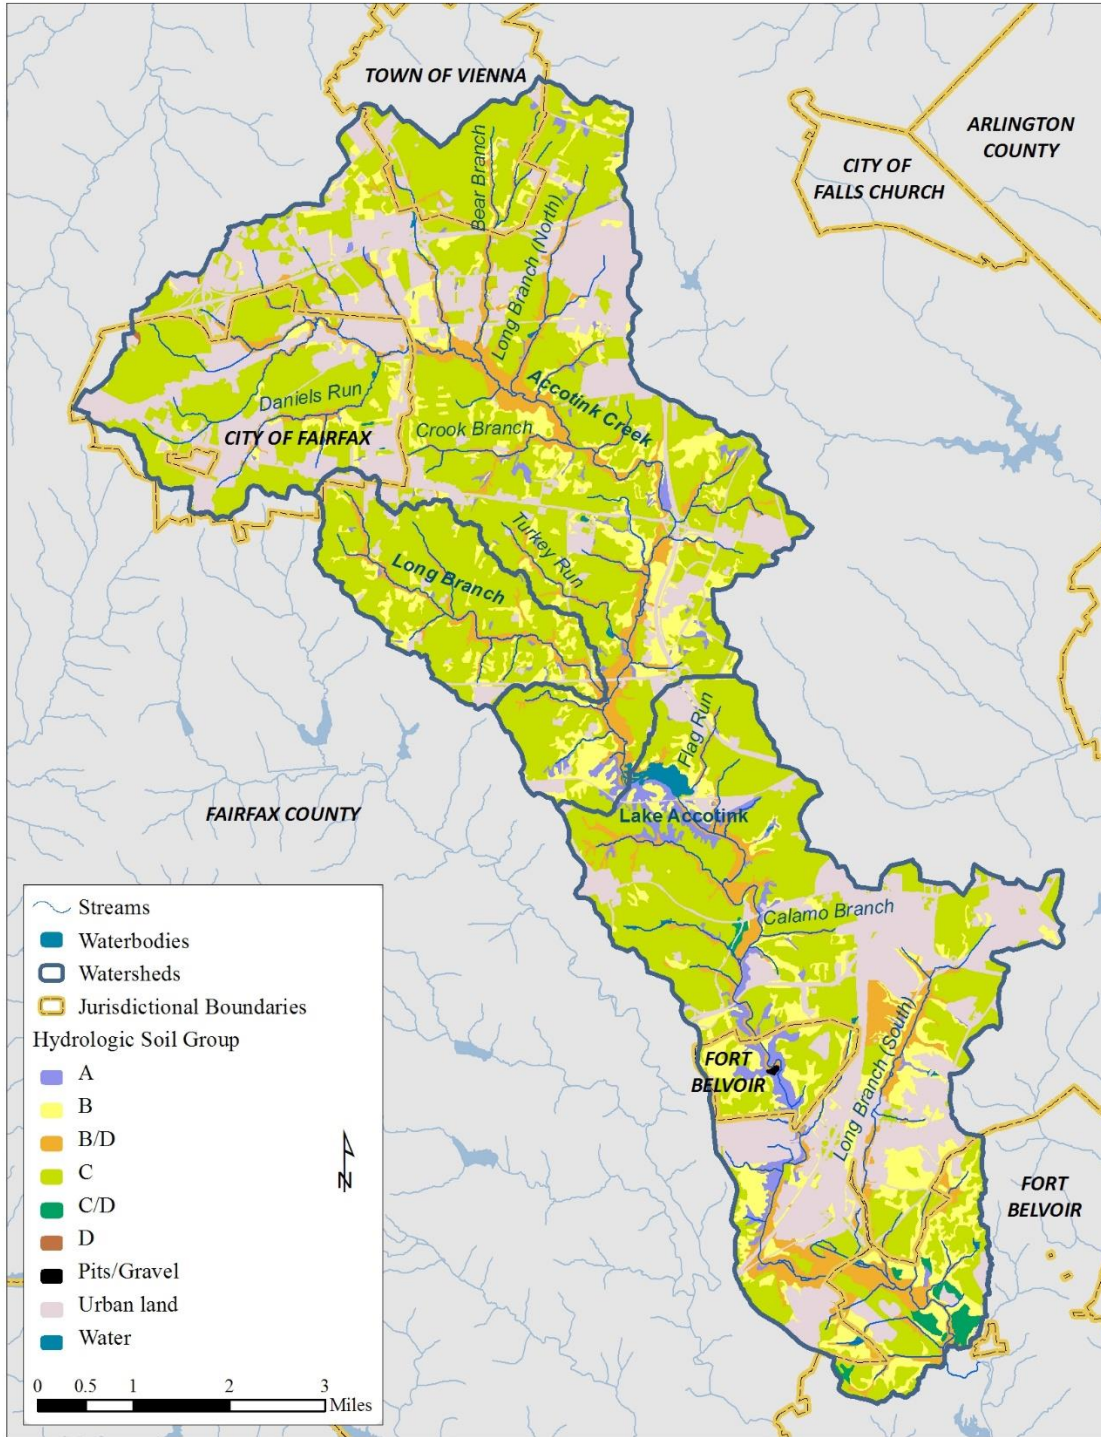 TOWN OF VIENNA
ARLINGTON
COUNTY
CITY OF
FALLS CHURCH
Bear Branch
Long Branch (North)
Accotink Creek
Daniels Run
Crook Branch
CITY OF FAIRFAX
Turkey Run
Long Branch
Flag Run
FAIRFAX COUNTY
Lake Accotink
Calamo Branch
Long Branch (South)
FORT
BELVOIR
FORT
BELVOIR
Streams
Waterbodies
Watersheds
Jurisdictional Boundaries
Hydrologic Soil Group
A
B
B/D
C
C/D
D
Pits/Gravel
Urban land
Water
N
0 0.5 1 2 3
Miles